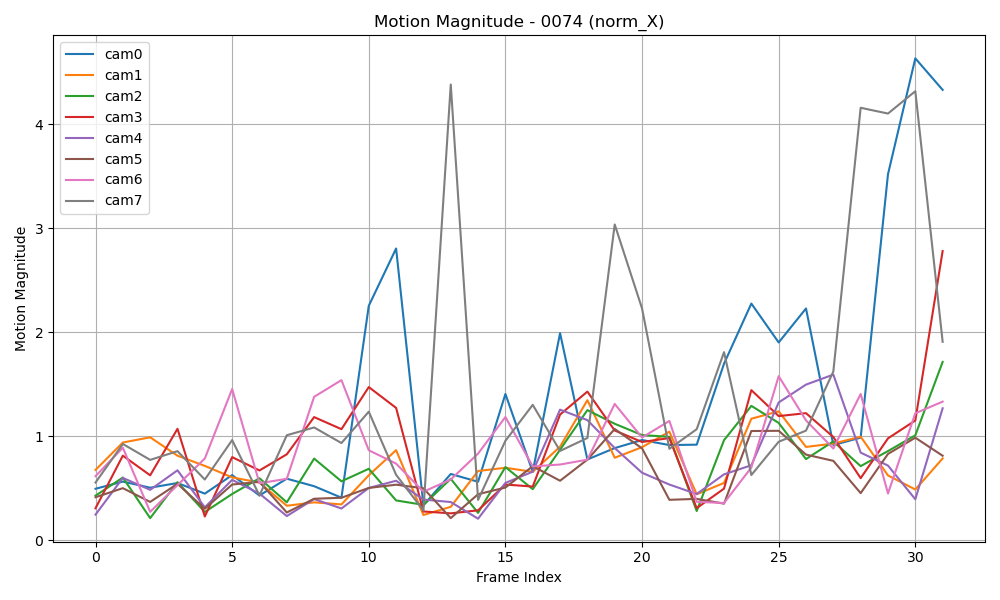 Motion Magnitude - 0074 (norm_X)
cam0
cam1
cam2
cam3
cam4
cam5
cam6
cam7
Motion Magnitude
4
3
2
1
0
0 5 10 15 20 25 30
Frame Index